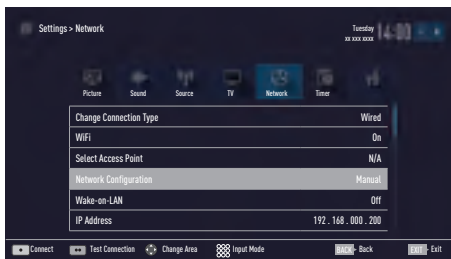 Settings > Network
Tuesday
xx xxx xxxx
14:00
Picture Sound Source TV Network Timer
Change Connection Type Wired
WiFi On
Select Access Point N/A
Network Configuration Manual
Wake-on-LAN Off
IP Address 192 . 168 . 000 . 200
Connect Test Connection Change Area Input Mode BACK - Back EXIT - Exit